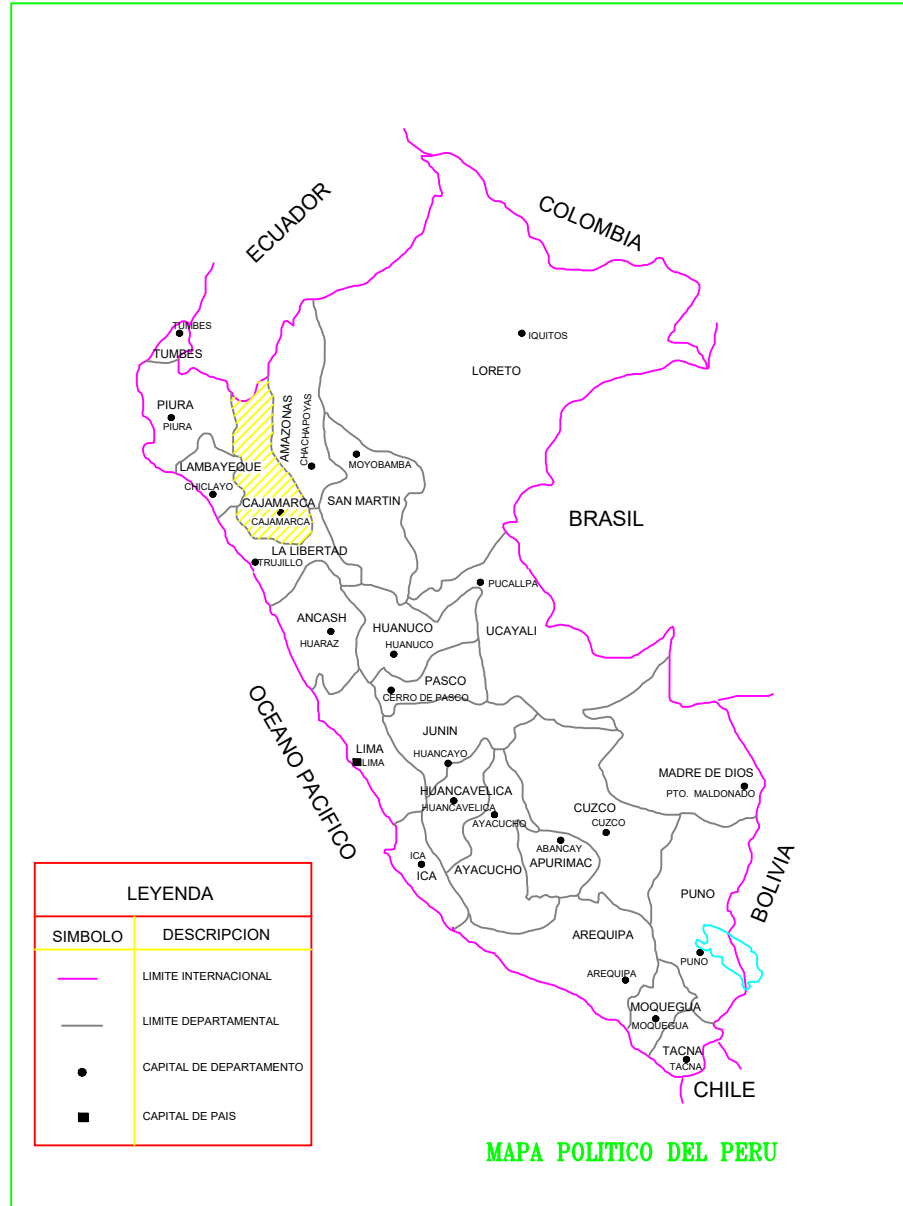 ECUADOR
COLOMBIA
TUMBES
TUMBES
IQUITOS
LORETO
PIURA
PIURA
AMAZONAS
CHACHAPOYAS
MOYOBAMBA
LAMBAYEQUE
CHICLAYO
CAJAMARCA
CAJAMARCA
SAN MARTIN
BRASIL
LA LIBERTAD
TRUJILLO
PUCALLPA
ANCASH
HUARAZ
HUANUCO
HUANUCO
UCAYALI
PASCO
CERRO DE PASCO
OCEANO PACIFICO
JUNIN
LIMA
LIMA
HUANCAYO
MADRE DE DIOS
PTO. MALDONADO
HUANCAVELICA
HUANCAVELICA
AYACUCHO
CUZCO
CUZCO
ABANCAY
APURIMAC
ICA
ICA
AYACUCHO
PUNO
BOLIVIA
AREQUIPA
PUNO
AREQUIPA
MOQUEGUA
MOQUEGUA
TACNA
TACNA
CHILE
LEYENDA
SIMBOLO DESCRIPCION
LIMITE INTERNACIONAL
LIMITE DEPARTAMENTAL
CAPITAL DE DEPARTAMENTO
CAPITAL DE PAIS
MAPA POLITICO DEL PERU